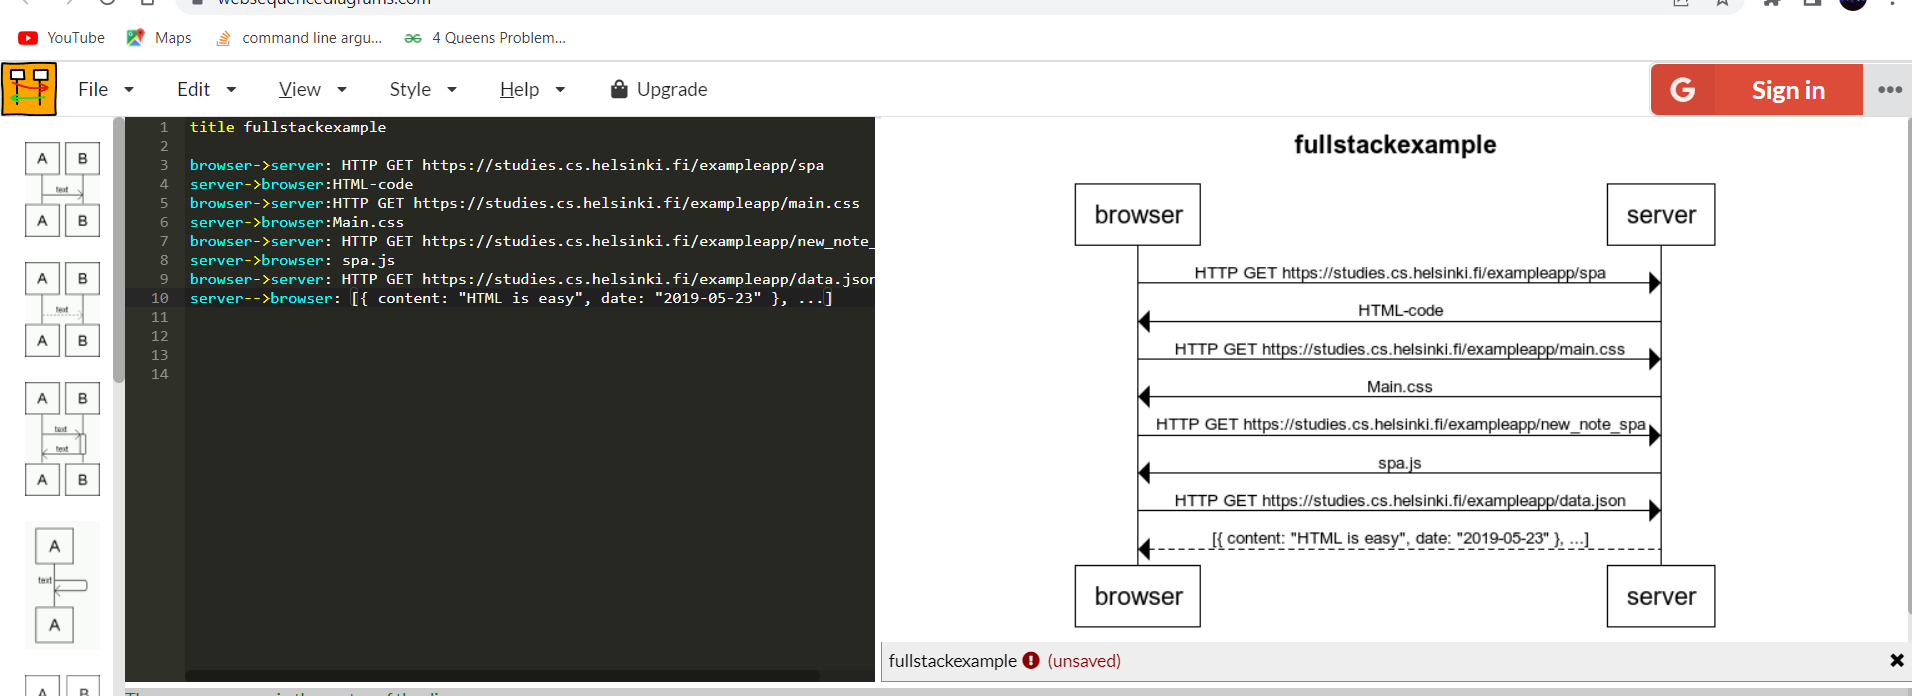 websequencediagrams.com
YouTube Maps command line argu... 4 Queens Problem...
File Edit View Style Help Upgrade
G Sign in
A B
text
A B
A B
text
A B
A B
text
text
A B
A
text
A
A B
1 title fullstackexample
2
3 browser->server: HTTP GET https://studies.cs.helsinki.fi/exampleapp/spa
4 server->browser:HTML-code
5 browser->server:HTTP GET https://studies.cs.helsinki.fi/exampleapp/main.css
6 server->browser:Main.css
7 browser->server: HTTP GET https://studies.cs.helsinki.fi/exampleapp/new_note_
8 server->browser: spa.js
9 browser->server: HTTP GET https://studies.cs.helsinki.fi/exampleapp/data.json
10 server-->browser: [{ content: "HTML is easy", date: "2019-05-23" }, ...]
11
12
13
14
fullstackexample
browser server
HTTP GET https://studies.cs.helsinki.fi/exampleapp/spa
HTML-code
HTTP GET https://studies.cs.helsinki.fi/exampleapp/main.css
Main.css
HTTP GET https://studies.cs.helsinki.fi/exampleapp/new_note_spa
spa.js
HTTP GET https://studies.cs.helsinki.fi/exampleapp/data.json
[{ content: "HTML is easy", date: "2019-05-23" }, ...]
browser server
fullstackexample (unsaved)